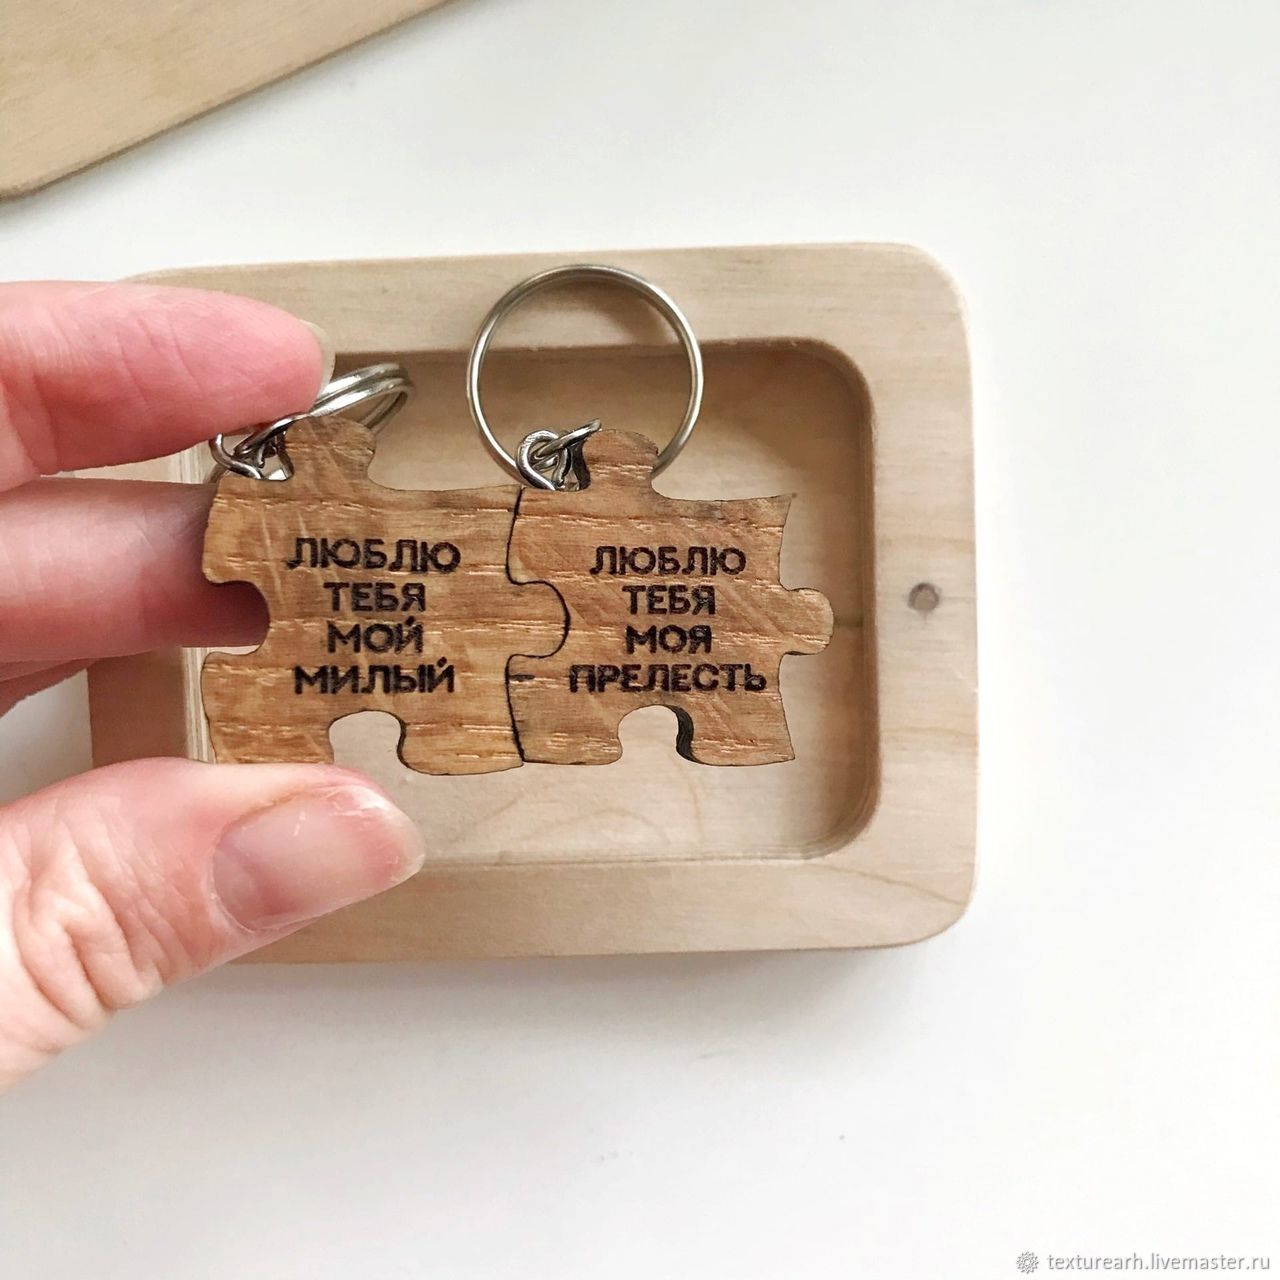 ЛЮБЛЮ
ТЕБЯ
МОЙ
МИЛЫЙ
ЛЮБЛЮ
ТЕБЯ
МОЯ
ПРЕЛЕСТЬ
texturearh.livemaster.ru